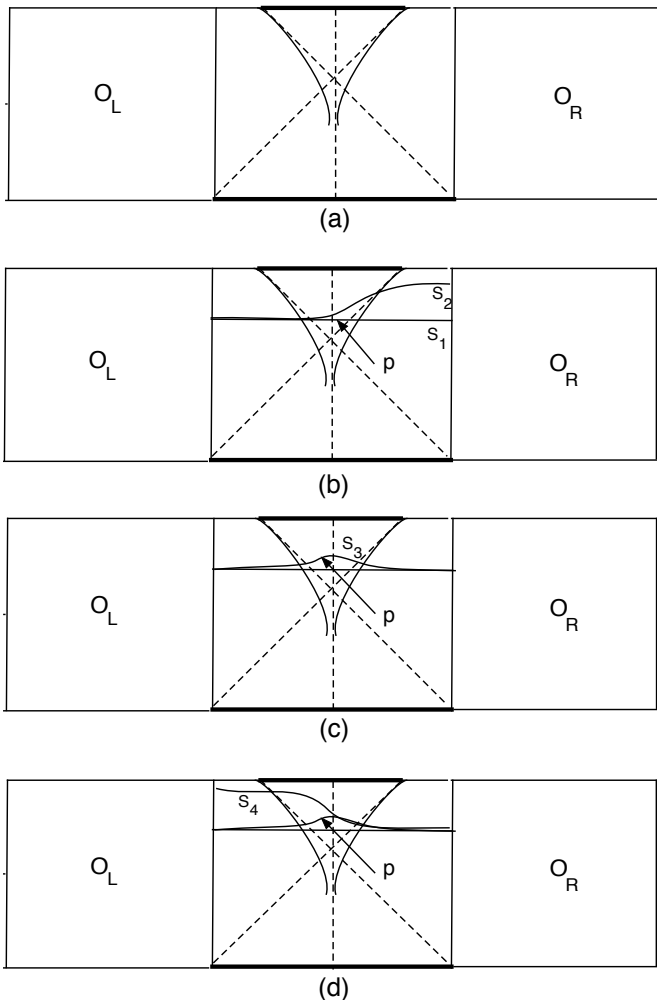 O_L
O_R
(a)
S_2
S_1
O_L
p
O_R
(b)
S_3
O_L
p
O_R
(c)
S_4
O_L
p
O_R
(d)